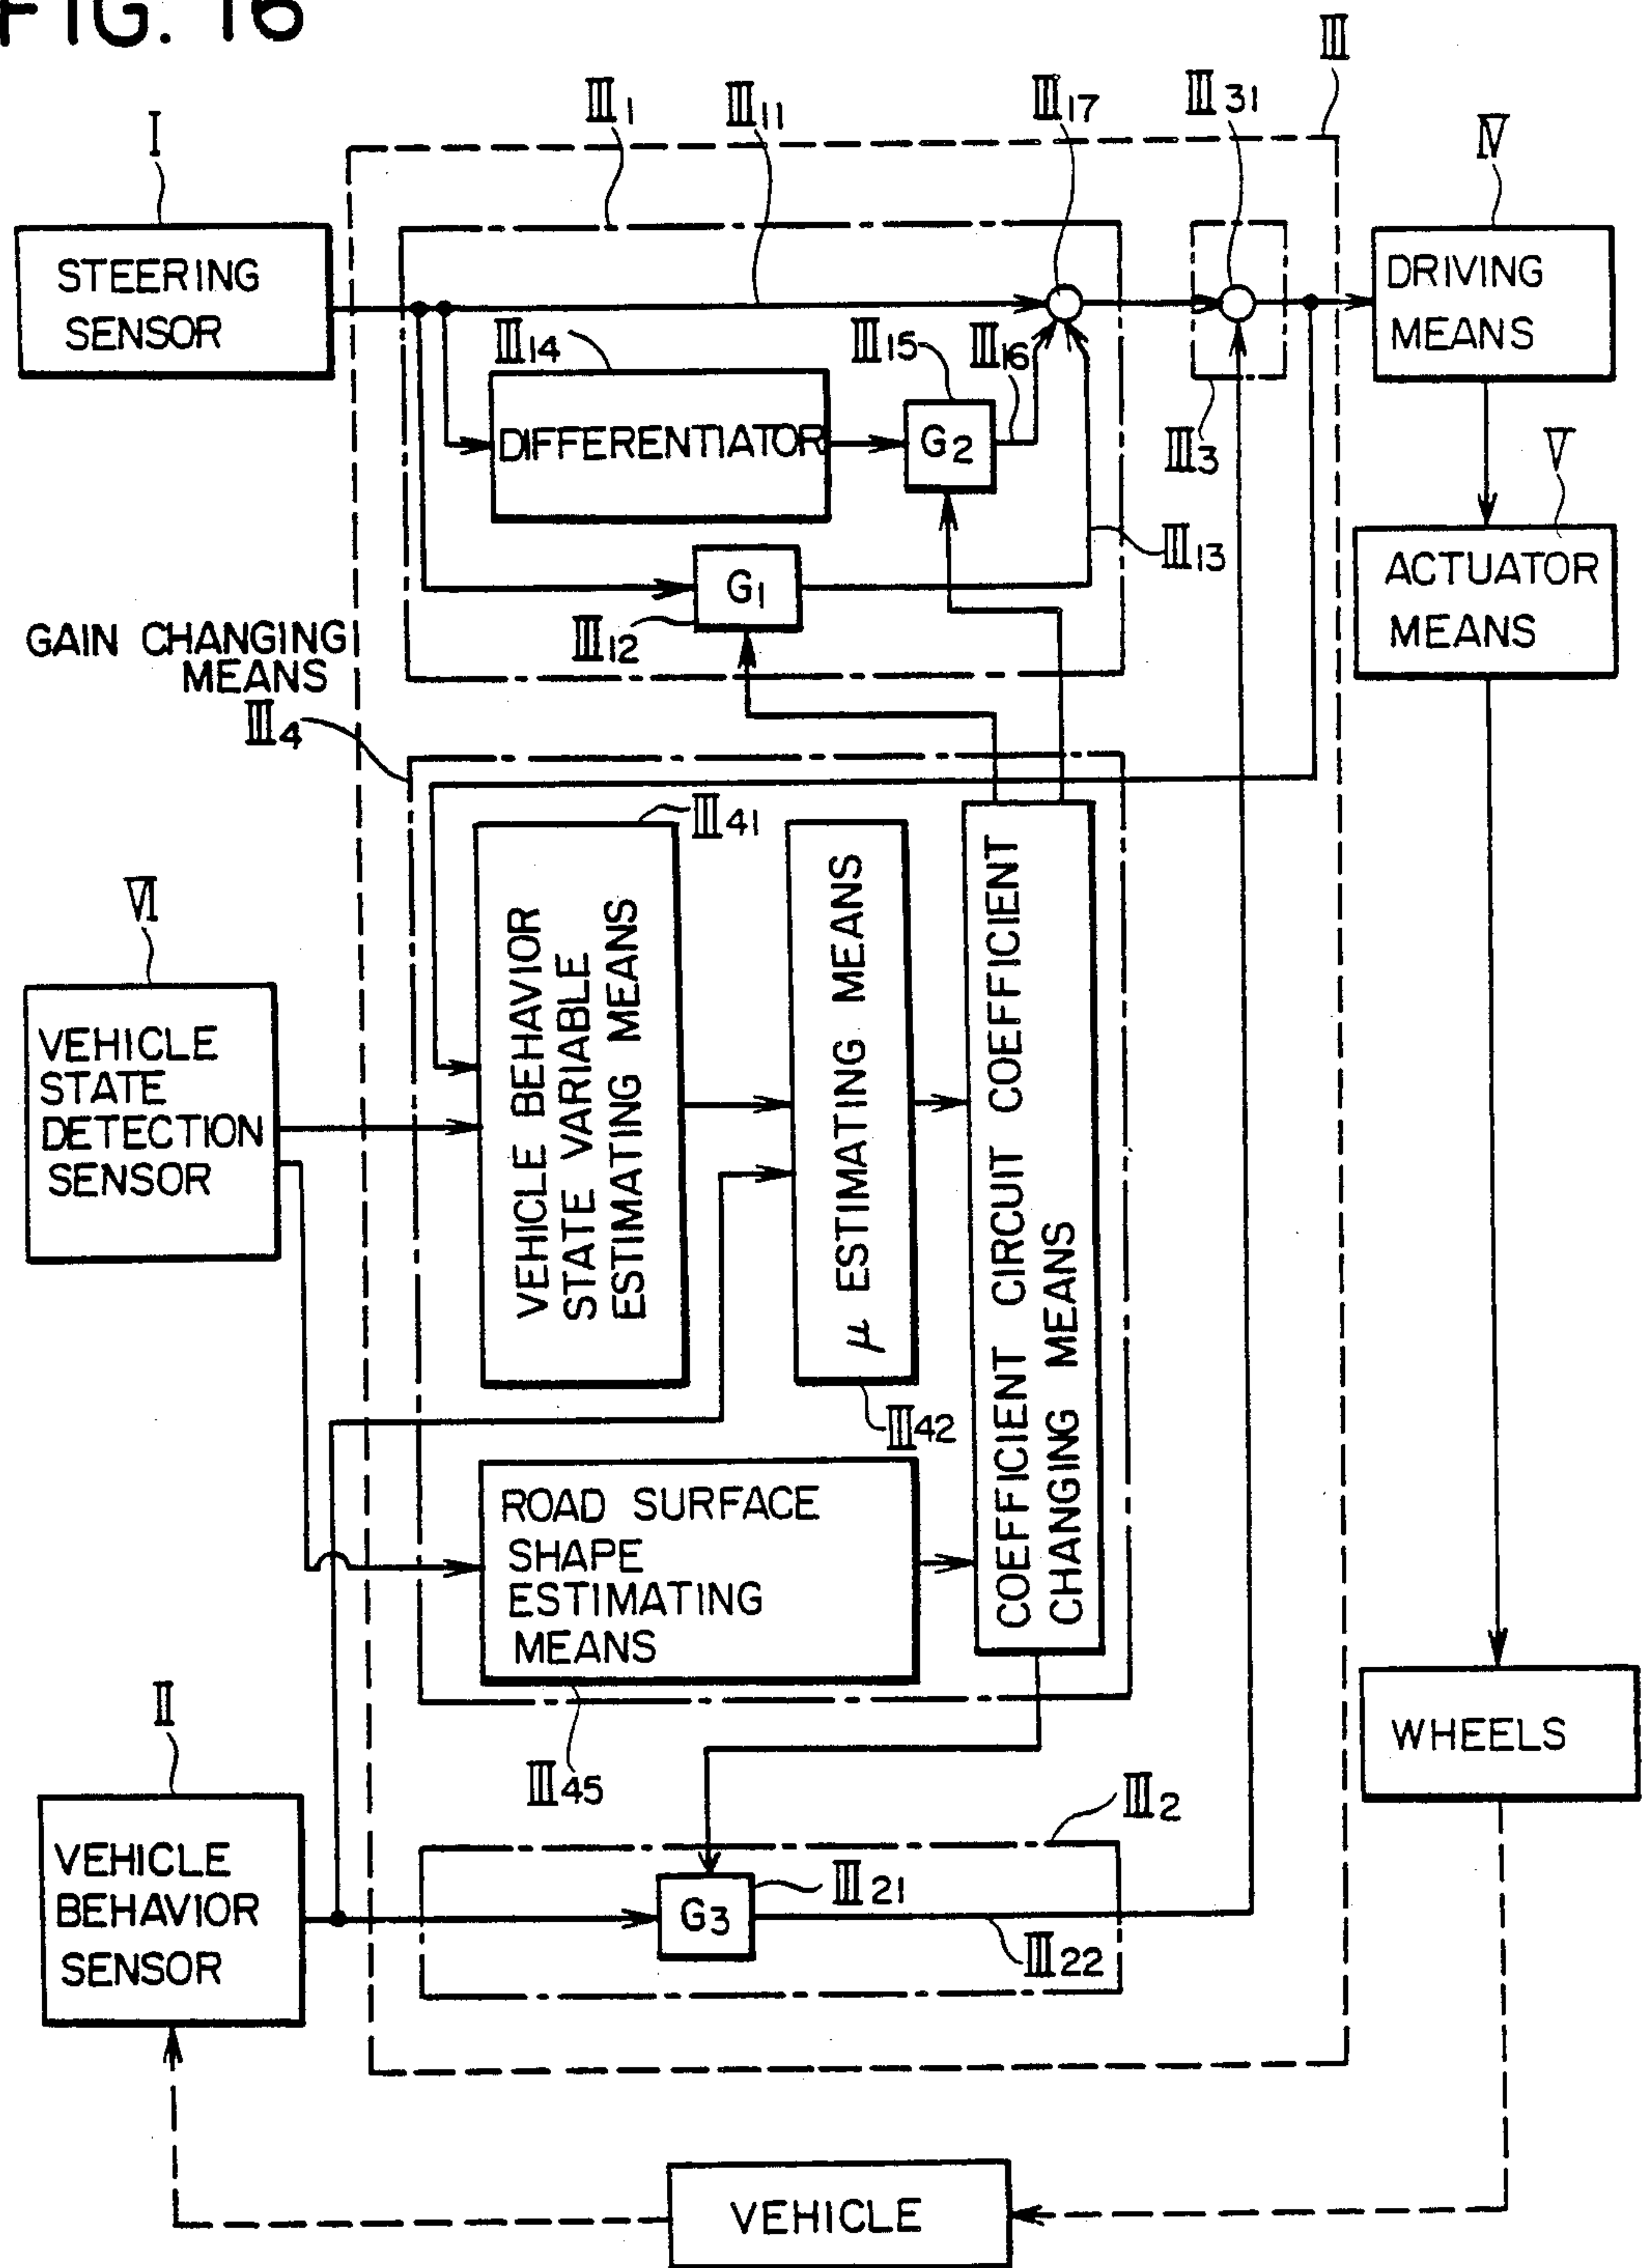 FIG. 16
III
III1
III11
III17
III31
I
IV
STEERING
SENSOR
DRIVING
MEANS
III14
III15
III16
DIFFERENTIATOR
G2
III3
V
III13
G1
III12
ACTUATOR
MEANS
GAIN CHANGING
MEANS
III4
III41
VI
VEHICLE
STATE
DETECTION
SENSOR
VEHICLE BEHAVIOR
STATE VARIABLE
ESTIMATING MEANS
μ ESTIMATING MEANS
COEFFICIENT CIRCUIT COEFFICIENT
CHANGING MEANS
III42
ROAD SURFACE
SHAPE
ESTIMATING
MEANS
III45
WHEELS
II
III2
VEHICLE
BEHAVIOR
SENSOR
G3
III21
III22
VEHICLE